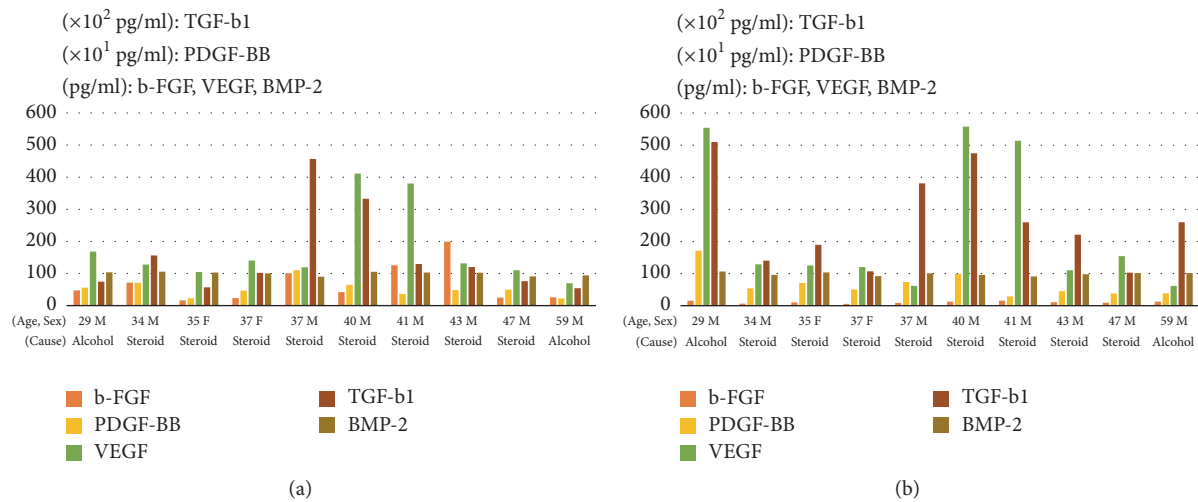 (×10² pg/ml): TGF-b1
(×10¹ pg/ml): PDGF-BB
(pg/ml): b-FGF, VEGF, BMP-2
600
500
400
300
200
100
0
(Age, Sex) 29 M 34 M 35 F 37 F 37 M 40 M 41 M 43 M 47 M 59 M
(Cause) Alcohol Steroid Steroid Steroid Steroid Steroid Steroid Steroid Steroid Alcohol
b-FGF TGF-b1
PDGF-BB BMP-2
VEGF
(a)
(×10² pg/ml): TGF-b1
(×10¹ pg/ml): PDGF-BB
(pg/ml): b-FGF, VEGF, BMP-2
600
500
400
300
200
100
0
(Age, Sex) 29 M 34 M 35 F 37 F 37 M 40 M 41 M 43 M 47 M 59 M
(Cause) Alcohol Steroid Steroid Steroid Steroid Steroid Steroid Steroid Steroid Alcohol
b-FGF TGF-b1
PDGF-BB BMP-2
VEGF
(b)